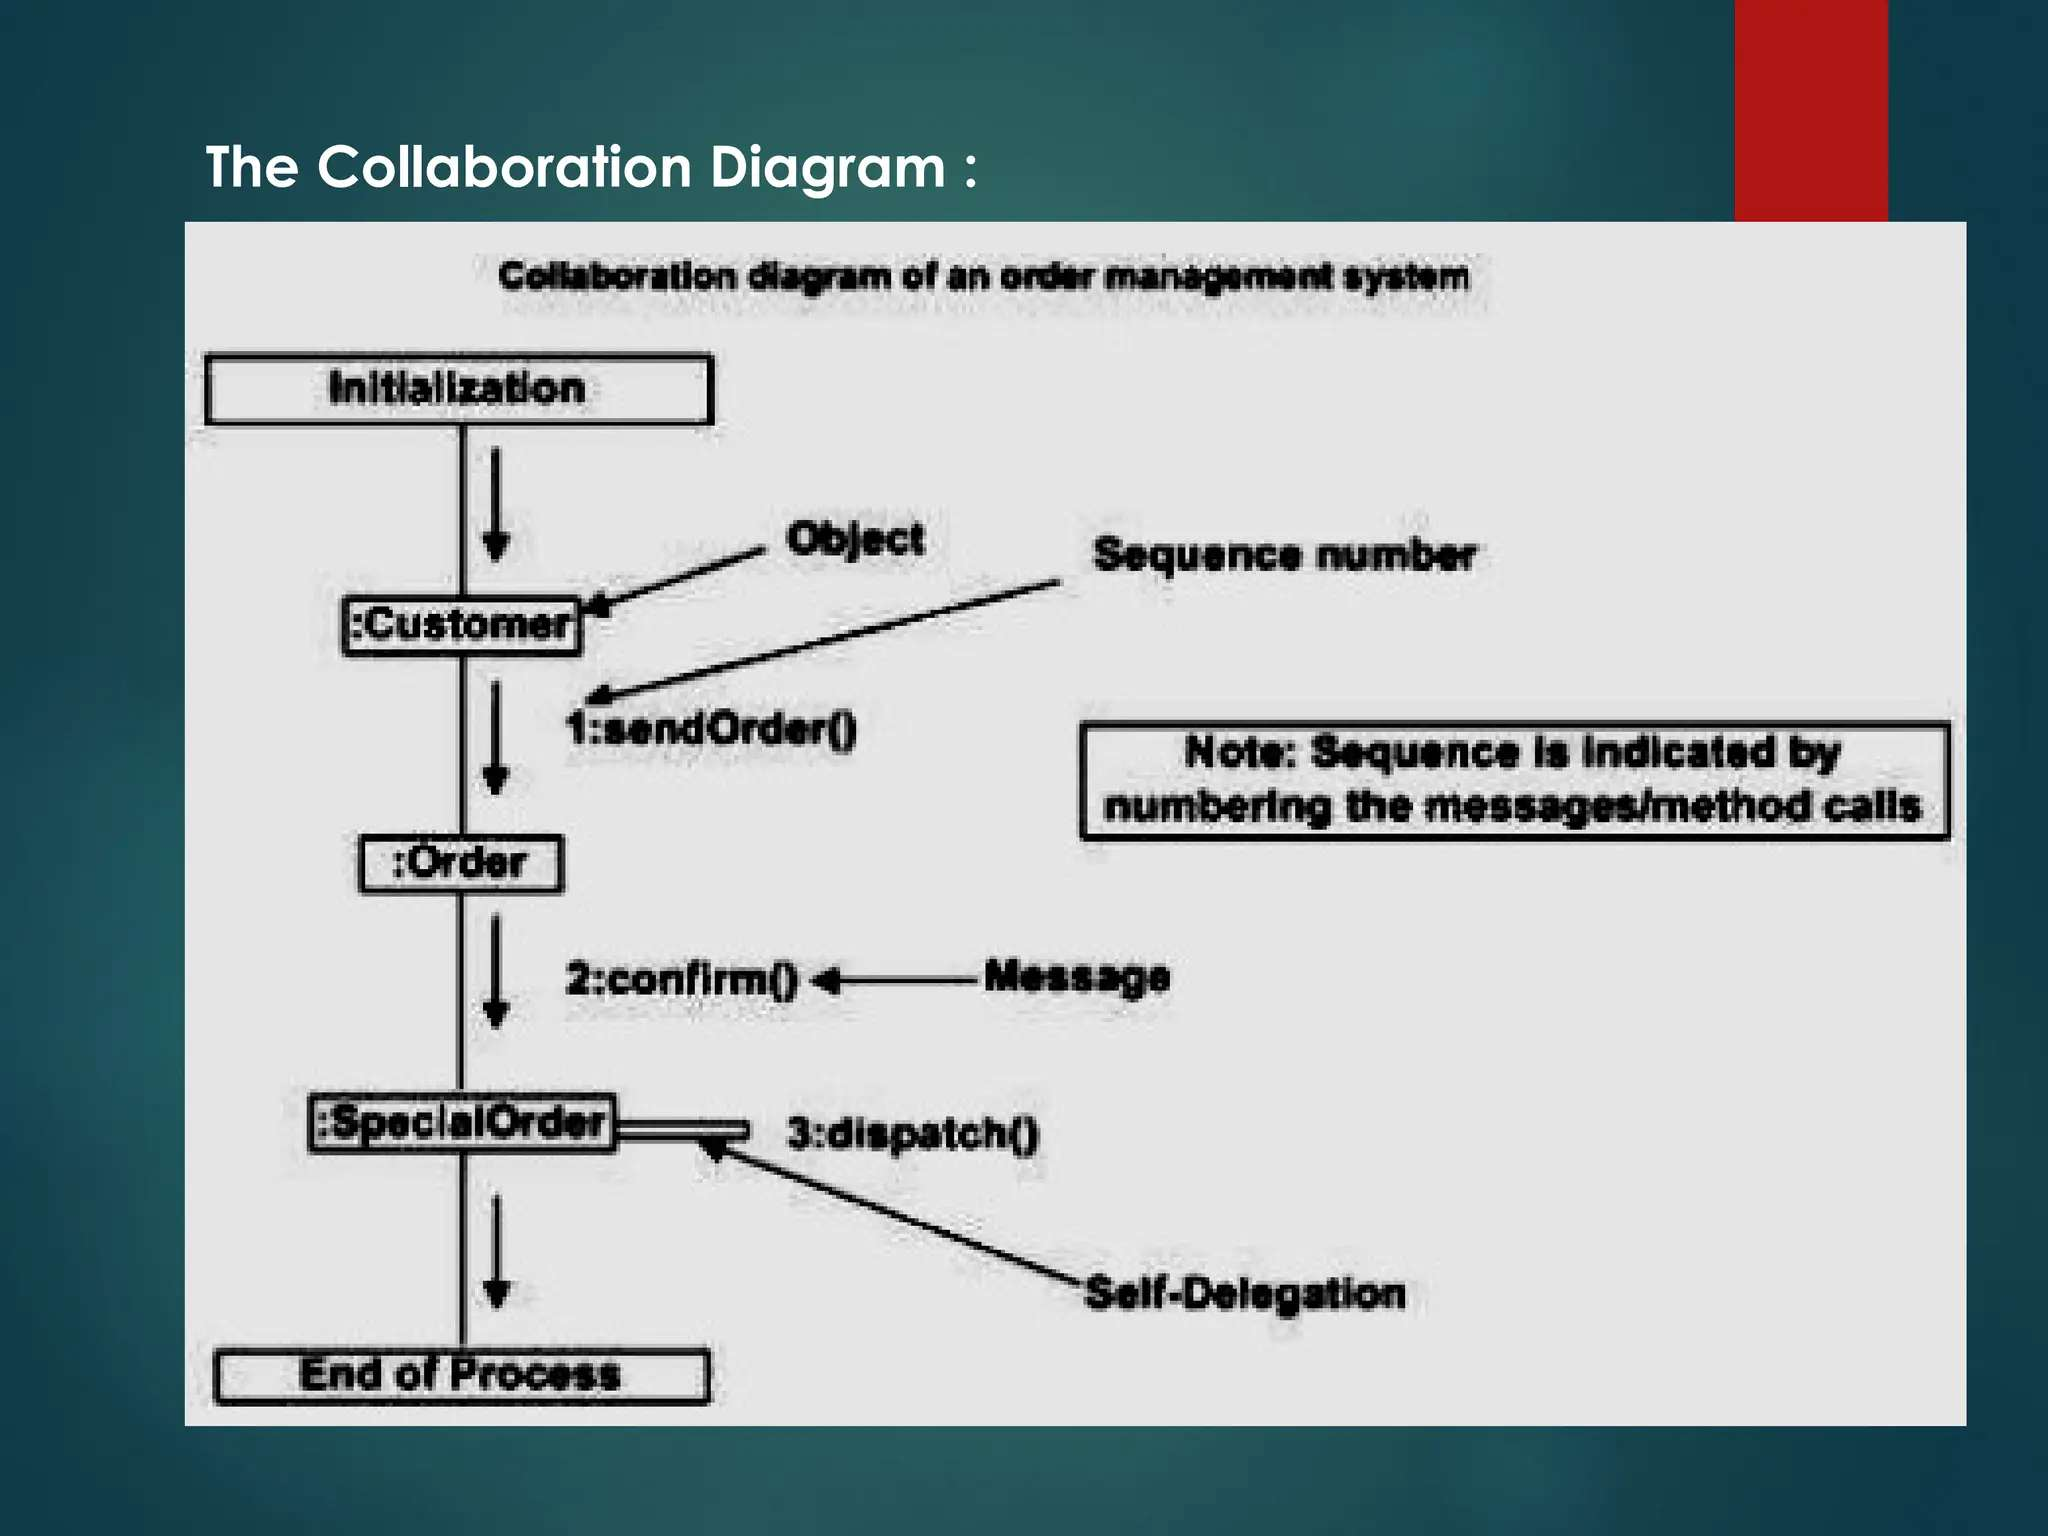 The Collaboration Diagram :
Collaboration diagram of an order management system
Initialization
Object
Sequence number
:Customer
1:sendOrder()
Note: Sequence is indicated by
numbering the messages/method calls
:Order
2:confirm()
Message
:SpecialOrder
3:dispatch()
Self-Delegation
End of Process